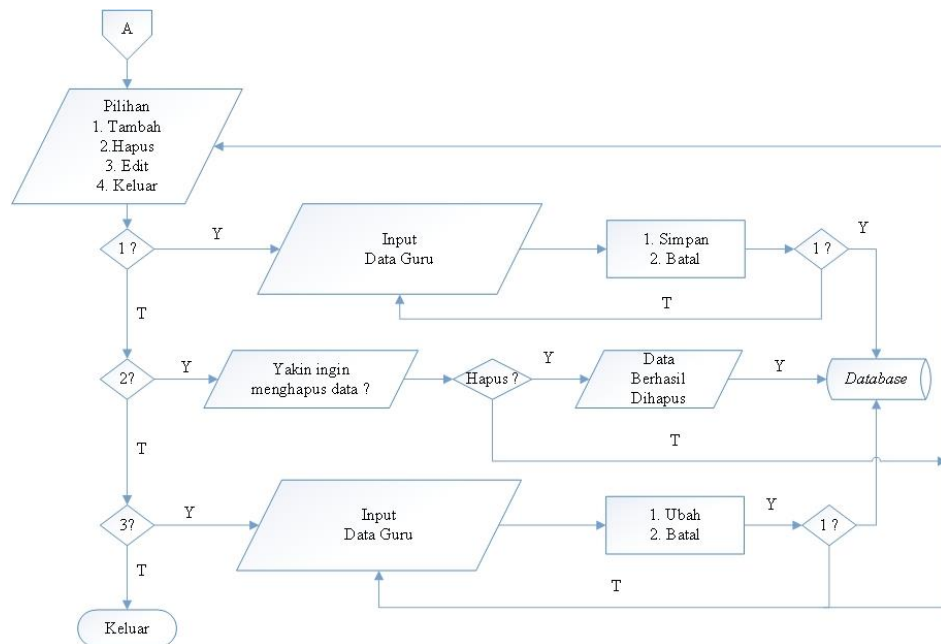 A
Pilihan
1. Tambah
2.Hapus
3. Edit
4. Keluar
1 ?
Y
Input
Data Guru
1. Simpan
2. Batal
1 ?
Y
T
T
2?
Y
Yakin ingin
menghapus data ?
Hapus ?
Y
Data
Berhasil
Dihapus
Y
Database
T
T
3?
Y
Input
Data Guru
1. Ubah
2. Batal
Y
1 ?
T
T
Keluar